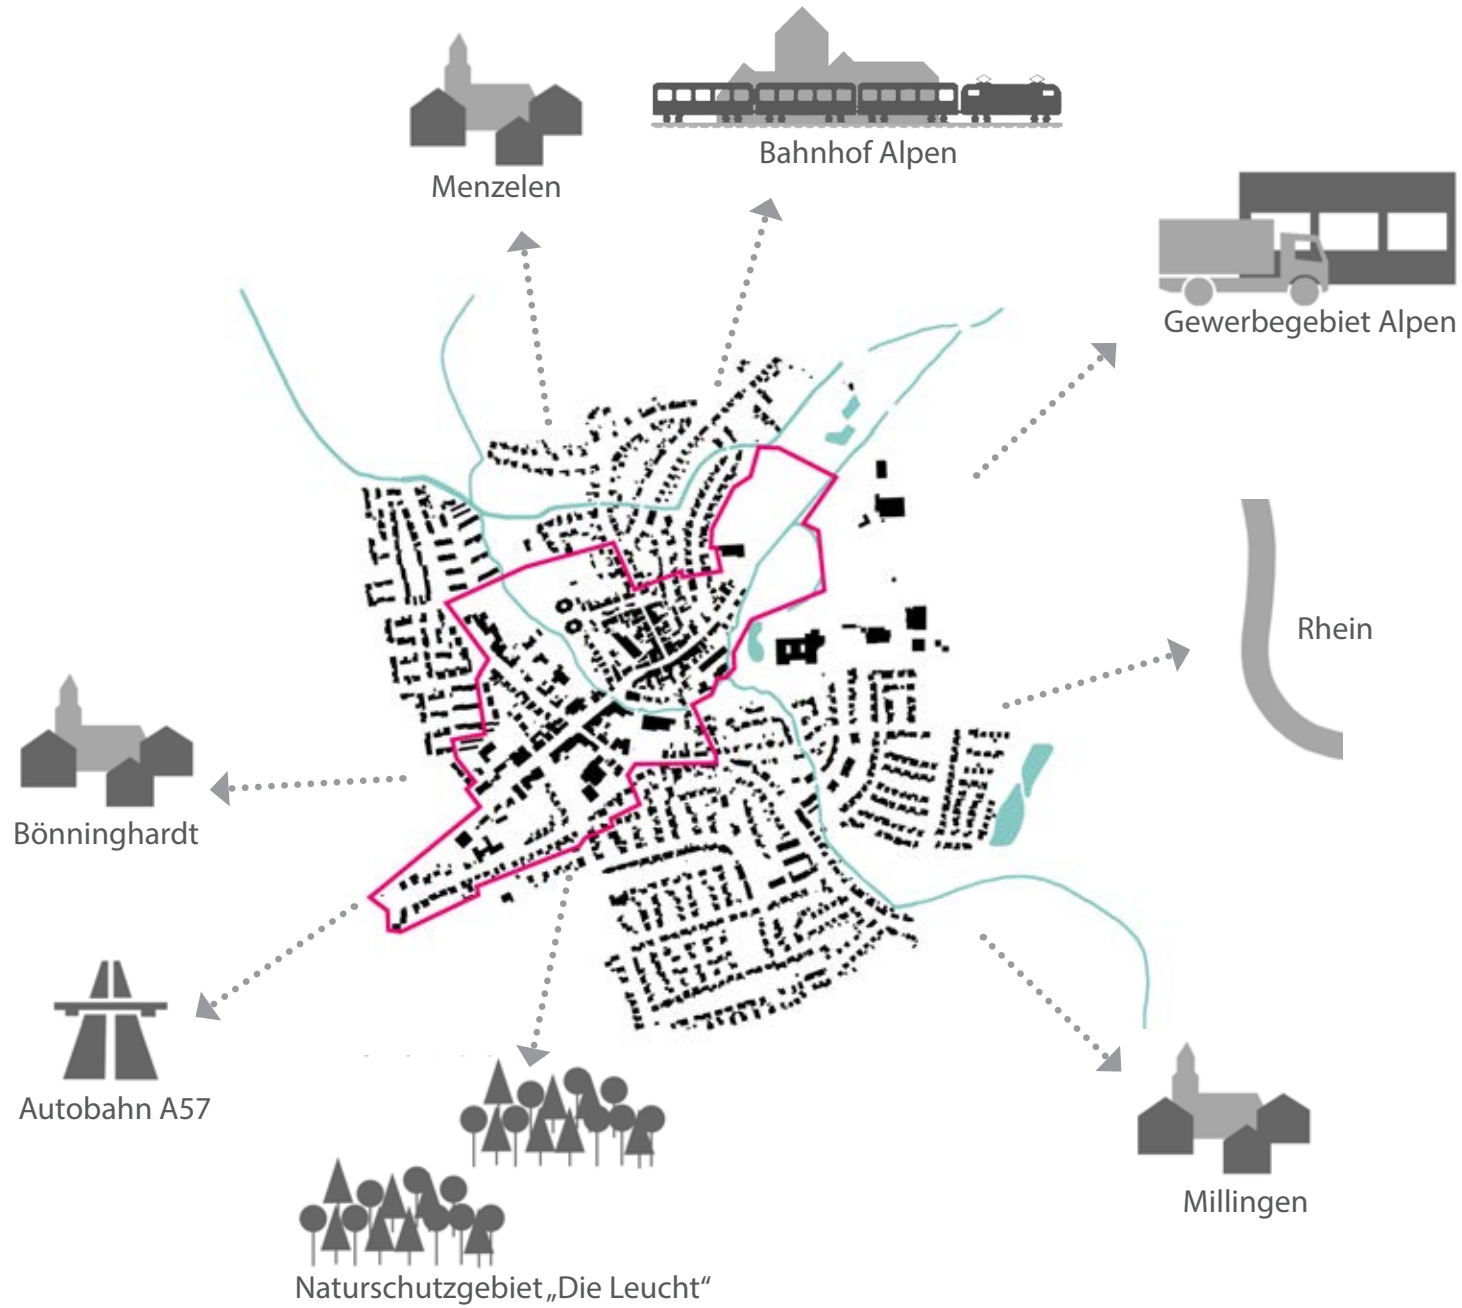 Bahnhof Alpen
Menzelen
Gewerbegebiet Alpen
Rhein
Bönninghardt
Autobahn A57
Millingen
Naturschutzgebiet „Die Leucht“